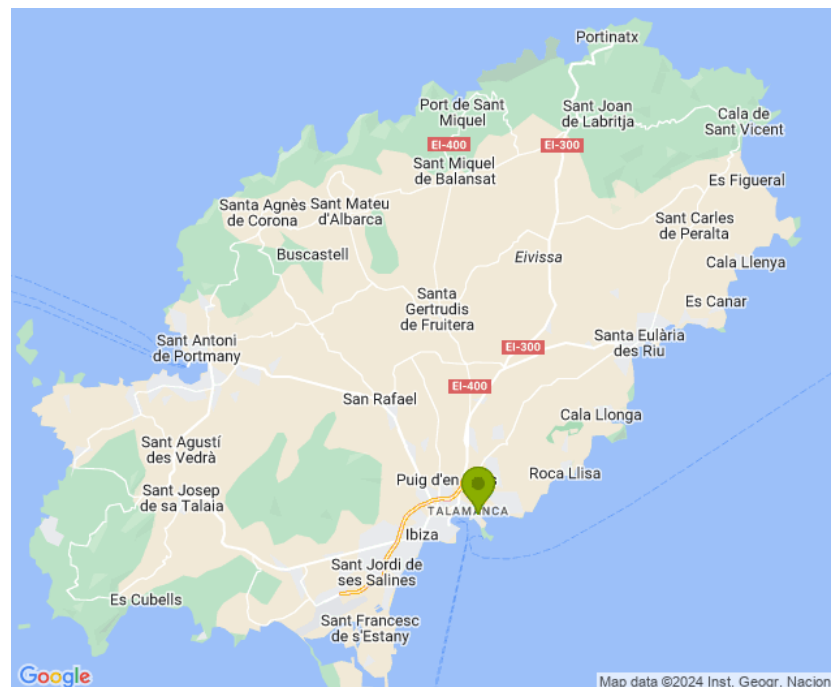 Portinatx
Port de Sant
Miquel
Sant Joan
de Labritja
Cala de
Sant Vicent
EI-400
EI-300
Sant Miquel
de Balansat
Es Figueral
Santa Agnès
de Corona
Sant Mateu
d'Albarca
Sant Carles
de Peralta
Buscastell
Eivissa
Cala Llenya
Santa
Gertrudis
de Fruitera
Es Canar
Sant Antoni
de Portmany
Santa Eulària
des Riu
EI-300
EI-400
San Rafael
Cala Llonga
Sant Agustí
des Vedrà
Roca Llisa
Puig d'en
Sant Josep
de sa Talaia
TALAMANCA
Ibiza
Sant Jordi de
ses Salines
Es Cubells
Sant Francesc
de s'Estany
Google
Map data ©2024 Inst. Geogr. Nacion